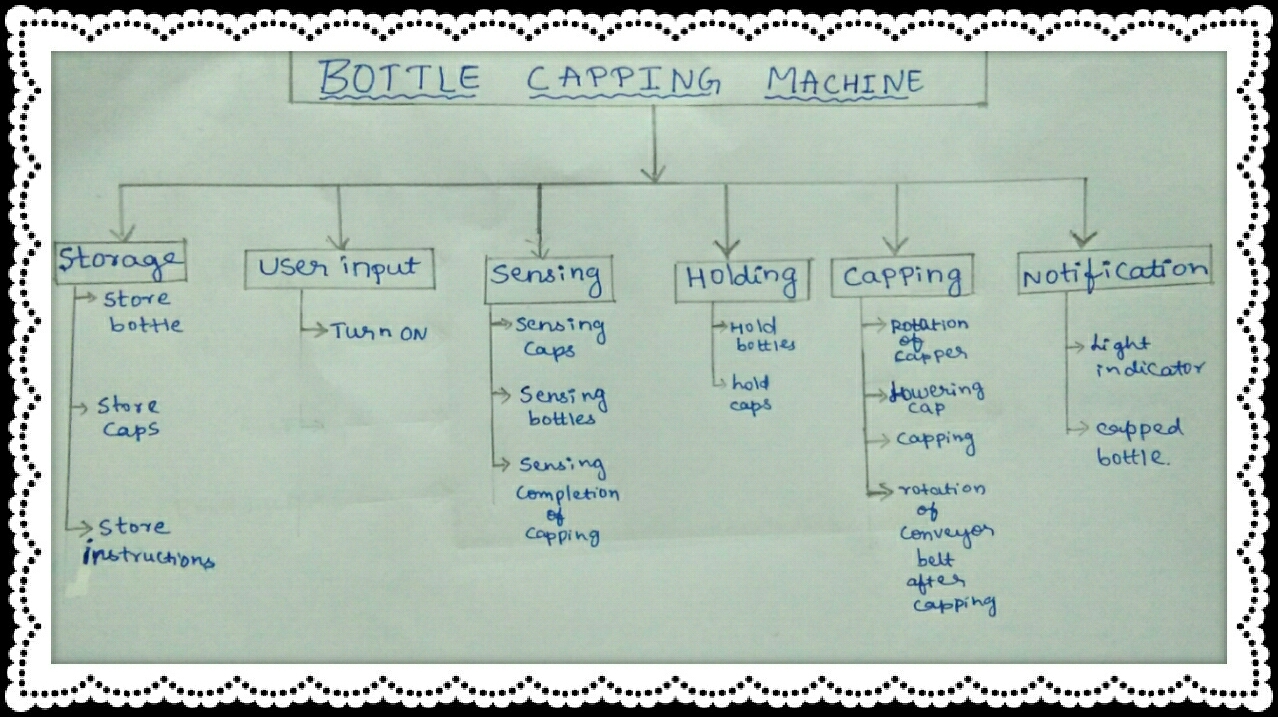 BOTTLE CAPPING MACHINE
Storage
Store
bottle
Store
Caps
Store
instructions
User input
Turn ON
Sensing
Sensing
Caps
Sensing
bottles
Sensing
Completion
of
Capping
Holding
Hold
bottles
hold
caps
Capping
Rotation
of
Capper
Lowering
cap
Capping
rotation
of
Conveyor
belt
after
Capping
Notification
Light
indicator
capped
bottle.